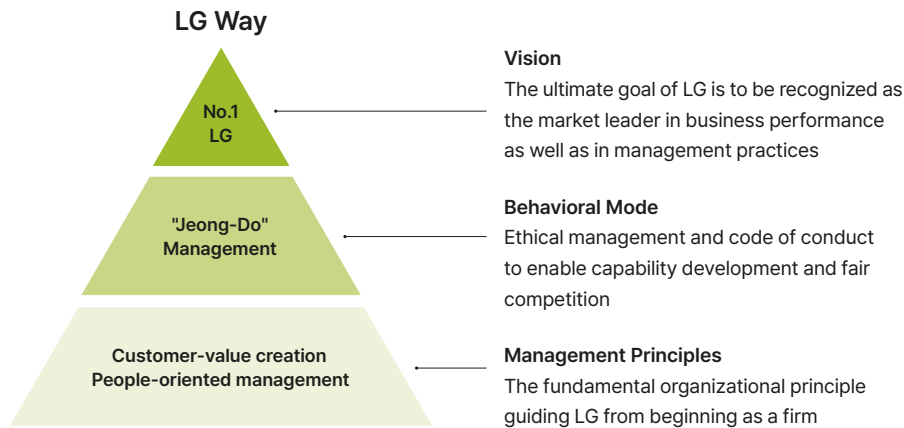 LG Way
No.1
LG
Vision
The ultimate goal of LG is to be recognized as
the market leader in business performance
as well as in management practices
"Jeong-Do"
Management
Behavioral Mode
Ethical management and code of conduct
to enable capability development and fair
competition
Customer-value creation
People-oriented management
Management Principles
The fundamental organizational principle
guiding LG from beginning as a firm